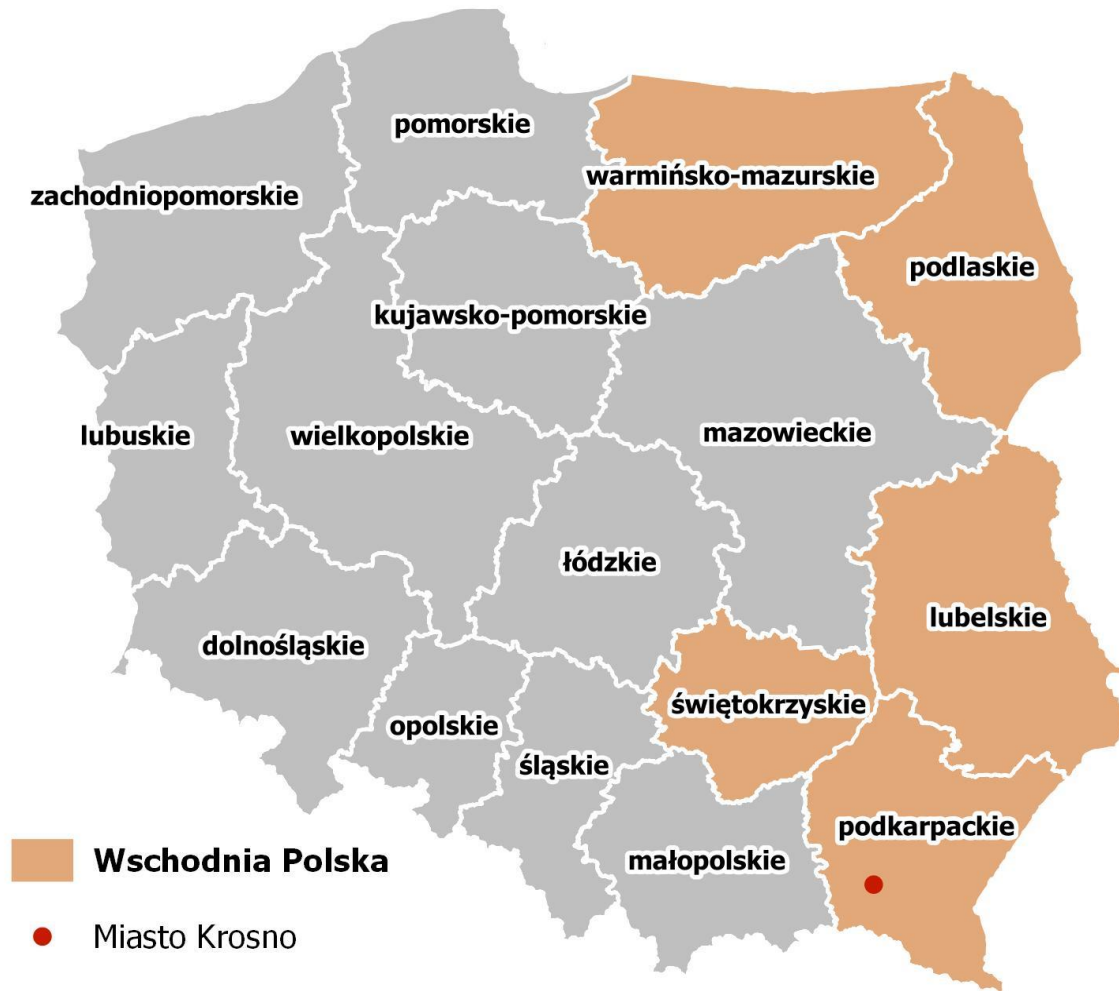 pomorskie
warmińsko-mazurskie
zachodniopomorskie
podlaskie
kujawsko-pomorskie
lubuskie
wielkopolskie
mazowieckie
łódzkie
lubelskie
dolnośląskie
świętokrzyskie
opolskie
śląskie
podkarpackie
małopolskie
Wschodnia Polska
Miasto Krosno